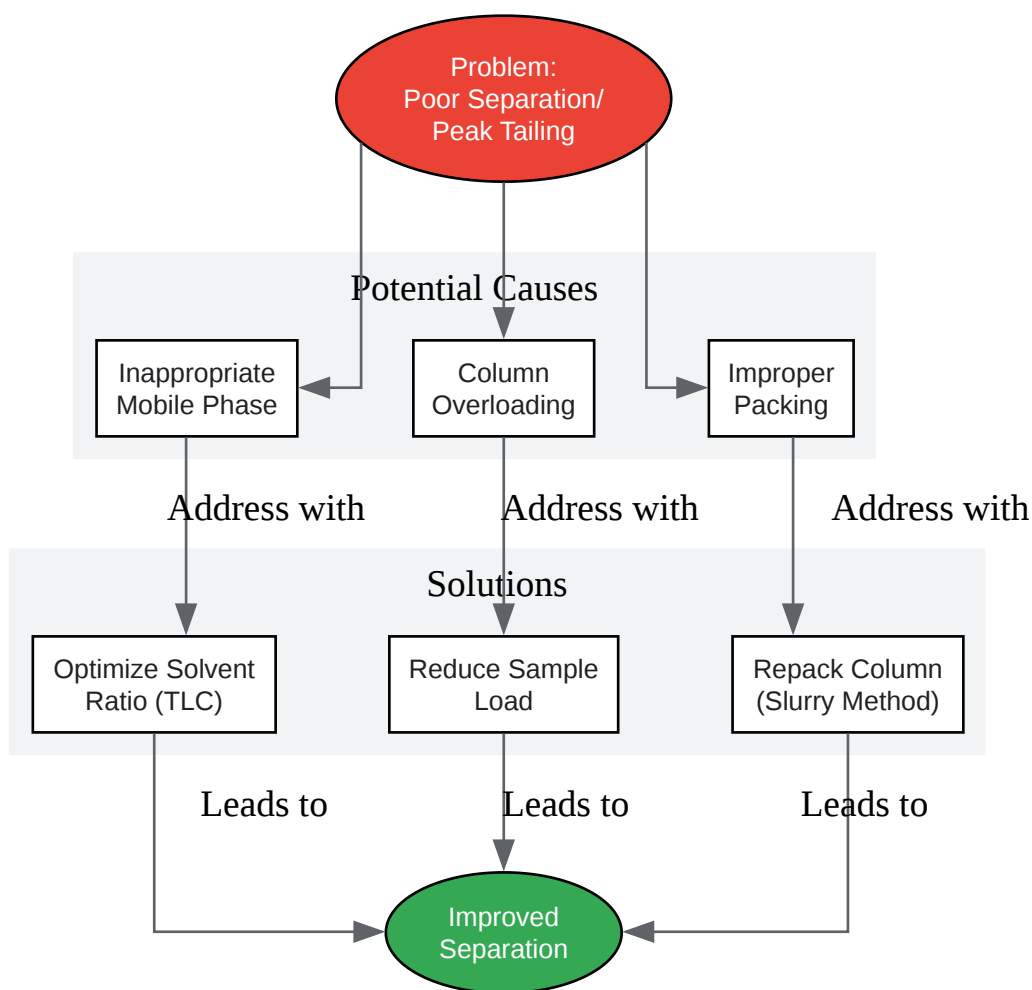 Problem:
Poor Separation/
Peak Tailing
Potential Causes
Inappropriate
Mobile Phase
Column
Overloading
Improper
Packing
Address with
Address with
Address with
Solutions
Optimize Solvent
Ratio (TLC)
Reduce Sample
Load
Repack Column
(Slurry Method)
Leads to
Leads to
Leads to
Improved
Separation